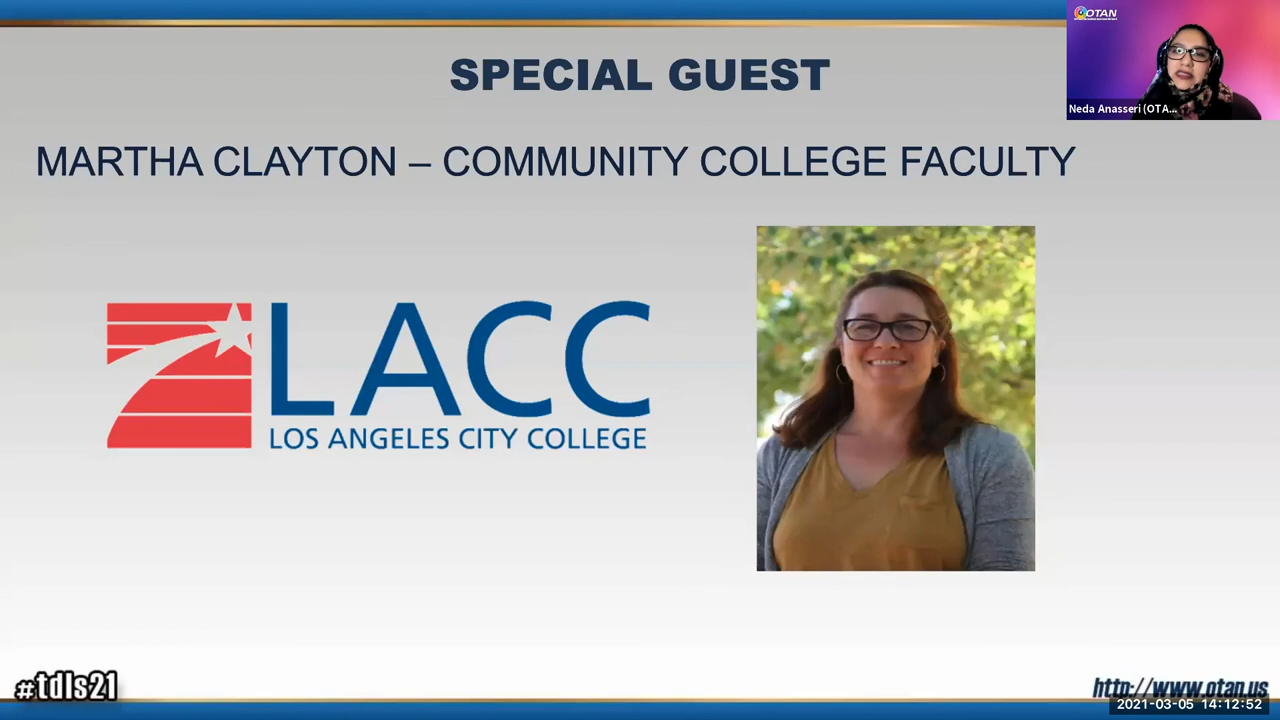 SPECIAL GUEST
OTAN
Neda Anasseri (OTA...
MARTHA CLAYTON – COMMUNITY COLLEGE FACULTY
LACC
LOS ANGELES CITY COLLEGE
#tdls21
http://www.otan.us
2021-03-05 14:12:52